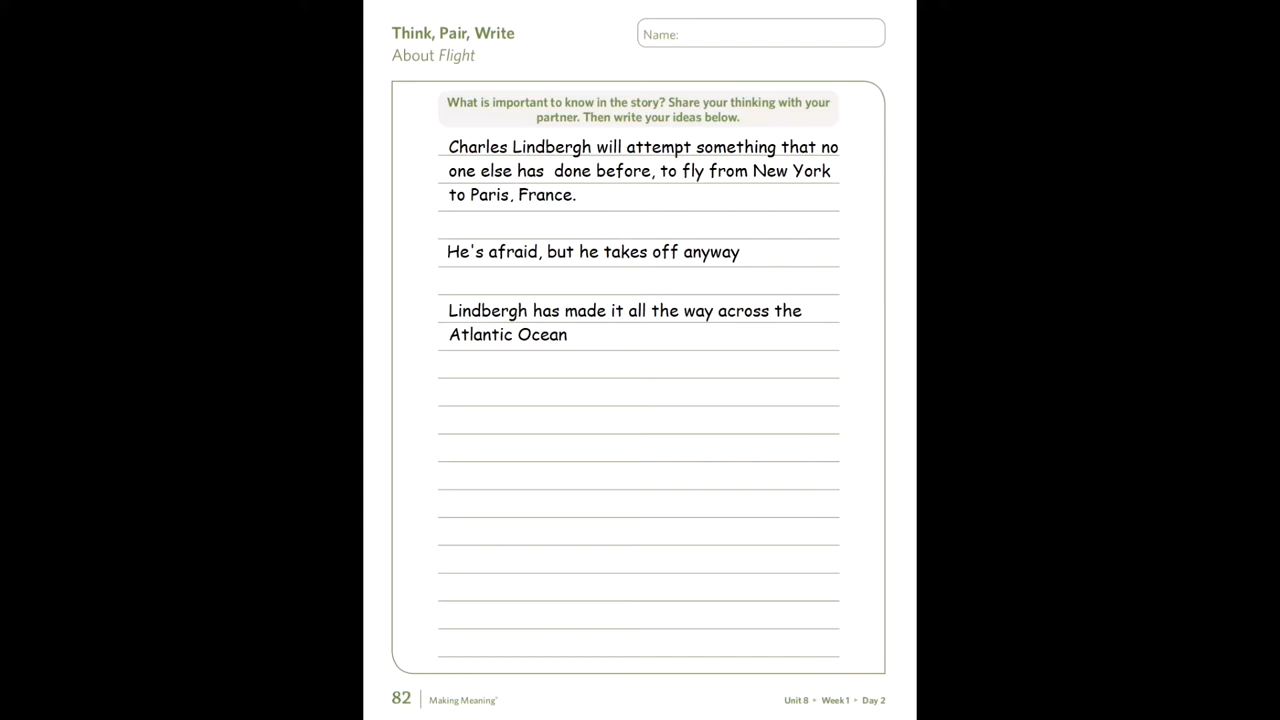 Think, Pair, Write
About Flight
Name:
What is important to know in the story? Share your thinking with your
partner. Then write your ideas below.
Charles Lindbergh will attempt something that no
one else has done before, to fly from New York
to Paris, France.
He's afraid, but he takes off anyway
Lindbergh has made it all the way across the
Atlantic Ocean
82 Making Meaning™ Unit 8 • Week 1 • Day 2